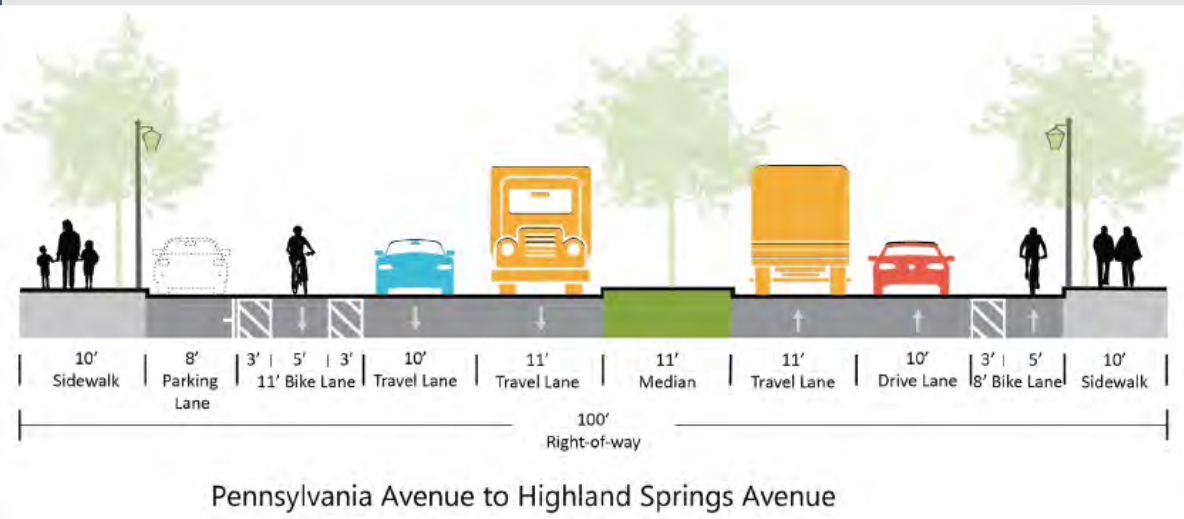 10’ 8’ 3’ 5’ 3’ 10’ 11’ 11’ 11’ 10’ 3’ 5’ 10’
Sidewalk Parking 11’ Bike Lane Travel Lane Travel Lane Median Travel Lane Drive Lane 8’ Bike Lane Sidewalk
Lane
100’
Right-of-way
Pennsylvania Avenue to Highland Springs Avenue